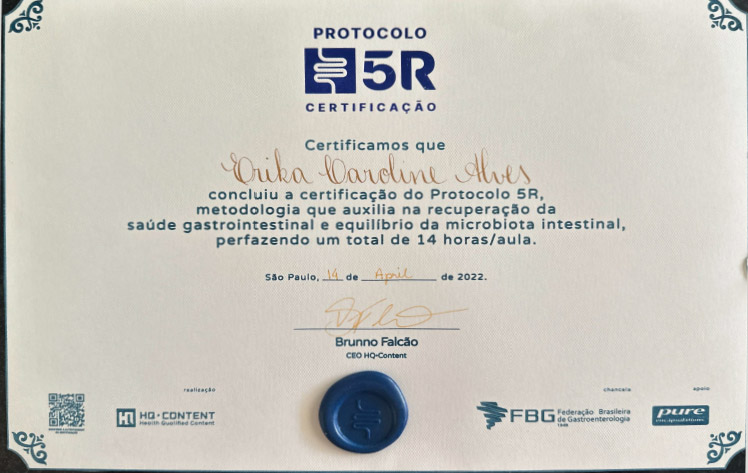 PROTOCOLO
5R
CERTIFICAÇÃO
Certificamos que
Erika Caroline Alves
concluiu a certificação do Protocolo 5R,
metodologia que auxilia na recuperação da
saúde gastrointestinal e equilíbrio da microbiota intestinal,
perfazendo um total de 14 horas/aula.
São Paulo, 14 de April de 2022.
Brunno Falcão
CEO HQ-Content
realização
chancela
apoio
HQ·CONTENT
Health Qualified Content
FBG Federação Brasileira
de Gastroenterologia
1949
pure
encapsulations